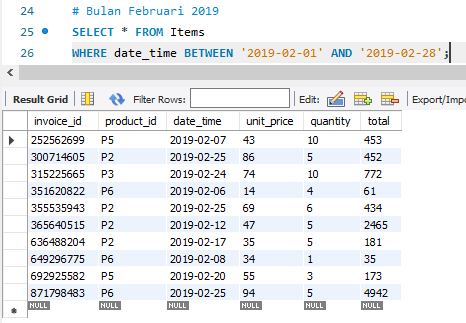 24 # Bulan Februari 2019
25 SELECT * FROM Items
26 WHERE date_time BETWEEN '2019-02-01' AND '2019-02-28';
Result Grid Filter Rows: Edit: Export/Impo
invoice_id product_id date_time unit_price quantity total
252562699 P5 2019-02-07 43 10 453
300714605 P2 2019-02-25 86 5 452
315225665 P3 2019-02-24 74 10 772
351620822 P6 2019-02-06 14 4 61
355535943 P2 2019-02-25 69 6 434
365640515 P2 2019-02-12 47 5 2465
636488204 P2 2019-02-17 35 5 181
649296775 P6 2019-02-08 34 1 35
692925582 P5 2019-02-20 55 3 173
871798483 P6 2019-02-25 94 5 4942
NULL NULL NULL NULL NULL NULL